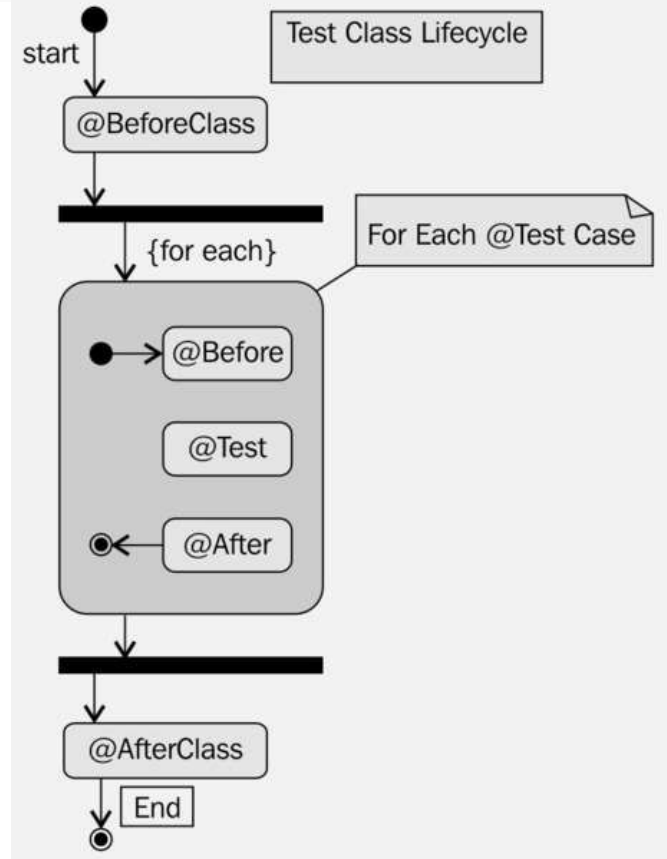 start
Test Class Lifecycle
@BeforeClass
{for each}
For Each @Test Case
@Before
@Test
@After
@AfterClass
End